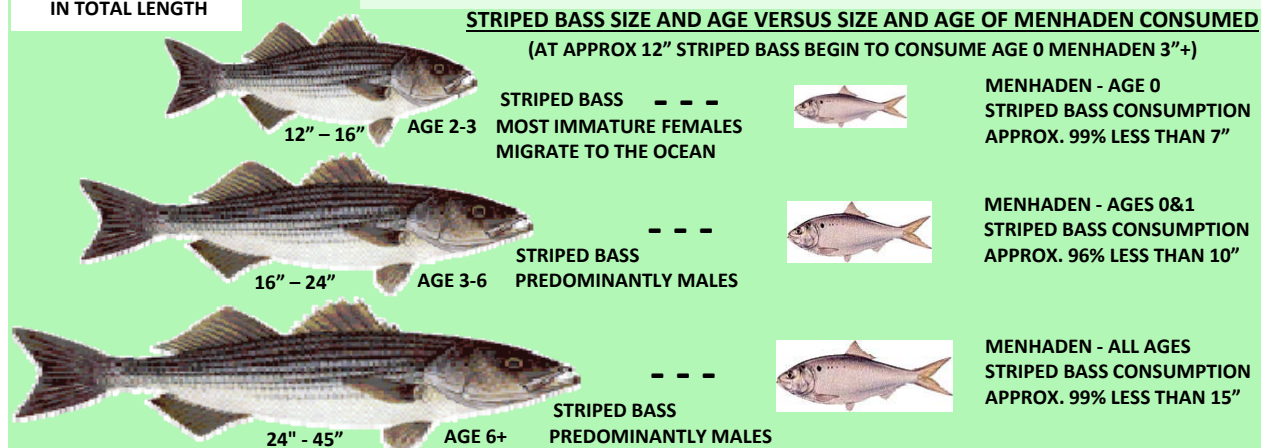 IN TOTAL LENGTH
STRIPED BASS SIZE AND AGE VERSUS SIZE AND AGE OF MENHADEN CONSUMED
(AT APPROX 12” STRIPED BASS BEGIN TO CONSUME AGE 0 MENHADEN 3”+)
12” – 16”
AGE 2-3
STRIPED BASS - - -
MOST IMMATURE FEMALES
MIGRATE TO THE OCEAN
MENHADEN - AGE 0
STRIPED BASS CONSUMPTION
APPROX. 99% LESS THAN 7”
16” – 24”
AGE 3-6
- - -
STRIPED BASS
PREDOMINANTLY MALES
MENHADEN - AGES 0&1
STRIPED BASS CONSUMPTION
APPROX. 96% LESS THAN 10”
24" - 45”
AGE 6+
- - -
STRIPED BASS
PREDOMINANTLY MALES
MENHADEN - ALL AGES
STRIPED BASS CONSUMPTION
APPROX. 99% LESS THAN 15”